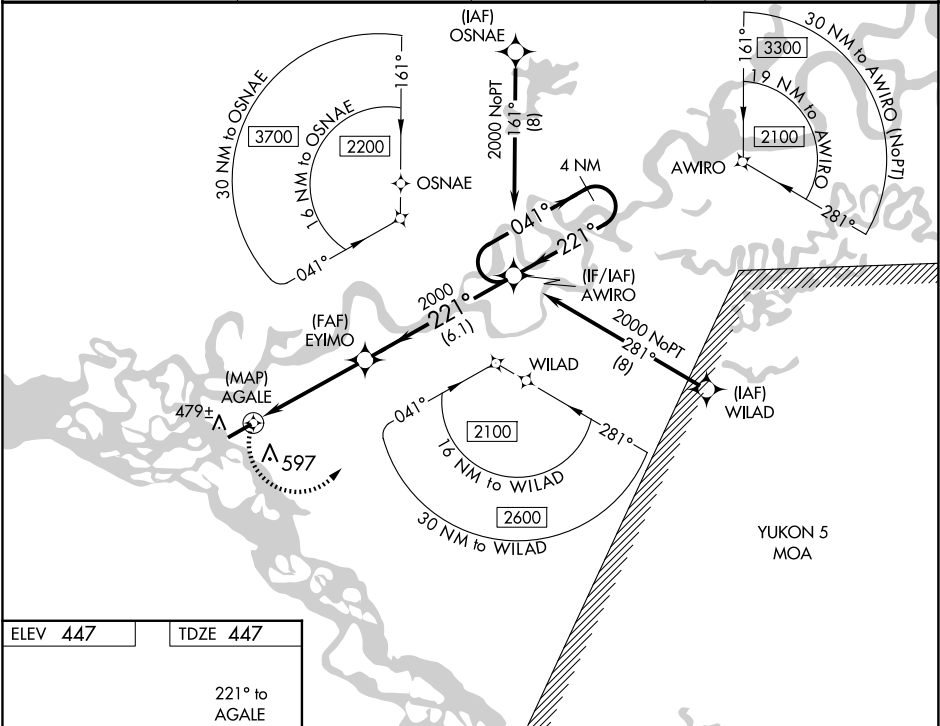 (IAF)
OSNAE
30 NM to OSNAE
3700
16 NM to OSNAE
2200
161°
OSNAE
041°
2000 NoPT
161°
(8)
161°
30 NM to AWIRO (NoPT)
3300
19 NM to AWIRO
2100
AWIRO
281°
4 NM
041°
221°
(IF/IAF)
AWIRO
2000
221°
(6.1)
(FAF)
EYIMO
2000 NoPT
281°
(8)
(IAF)
WILAD
(MAP)
AGALE
479±
597
WILAD
041°
281°
2100
16 NM to WILAD
2600
30 NM to WILAD
YUKON 5
MOA
ELEV 447
TDZE 447
221° to
AGALE